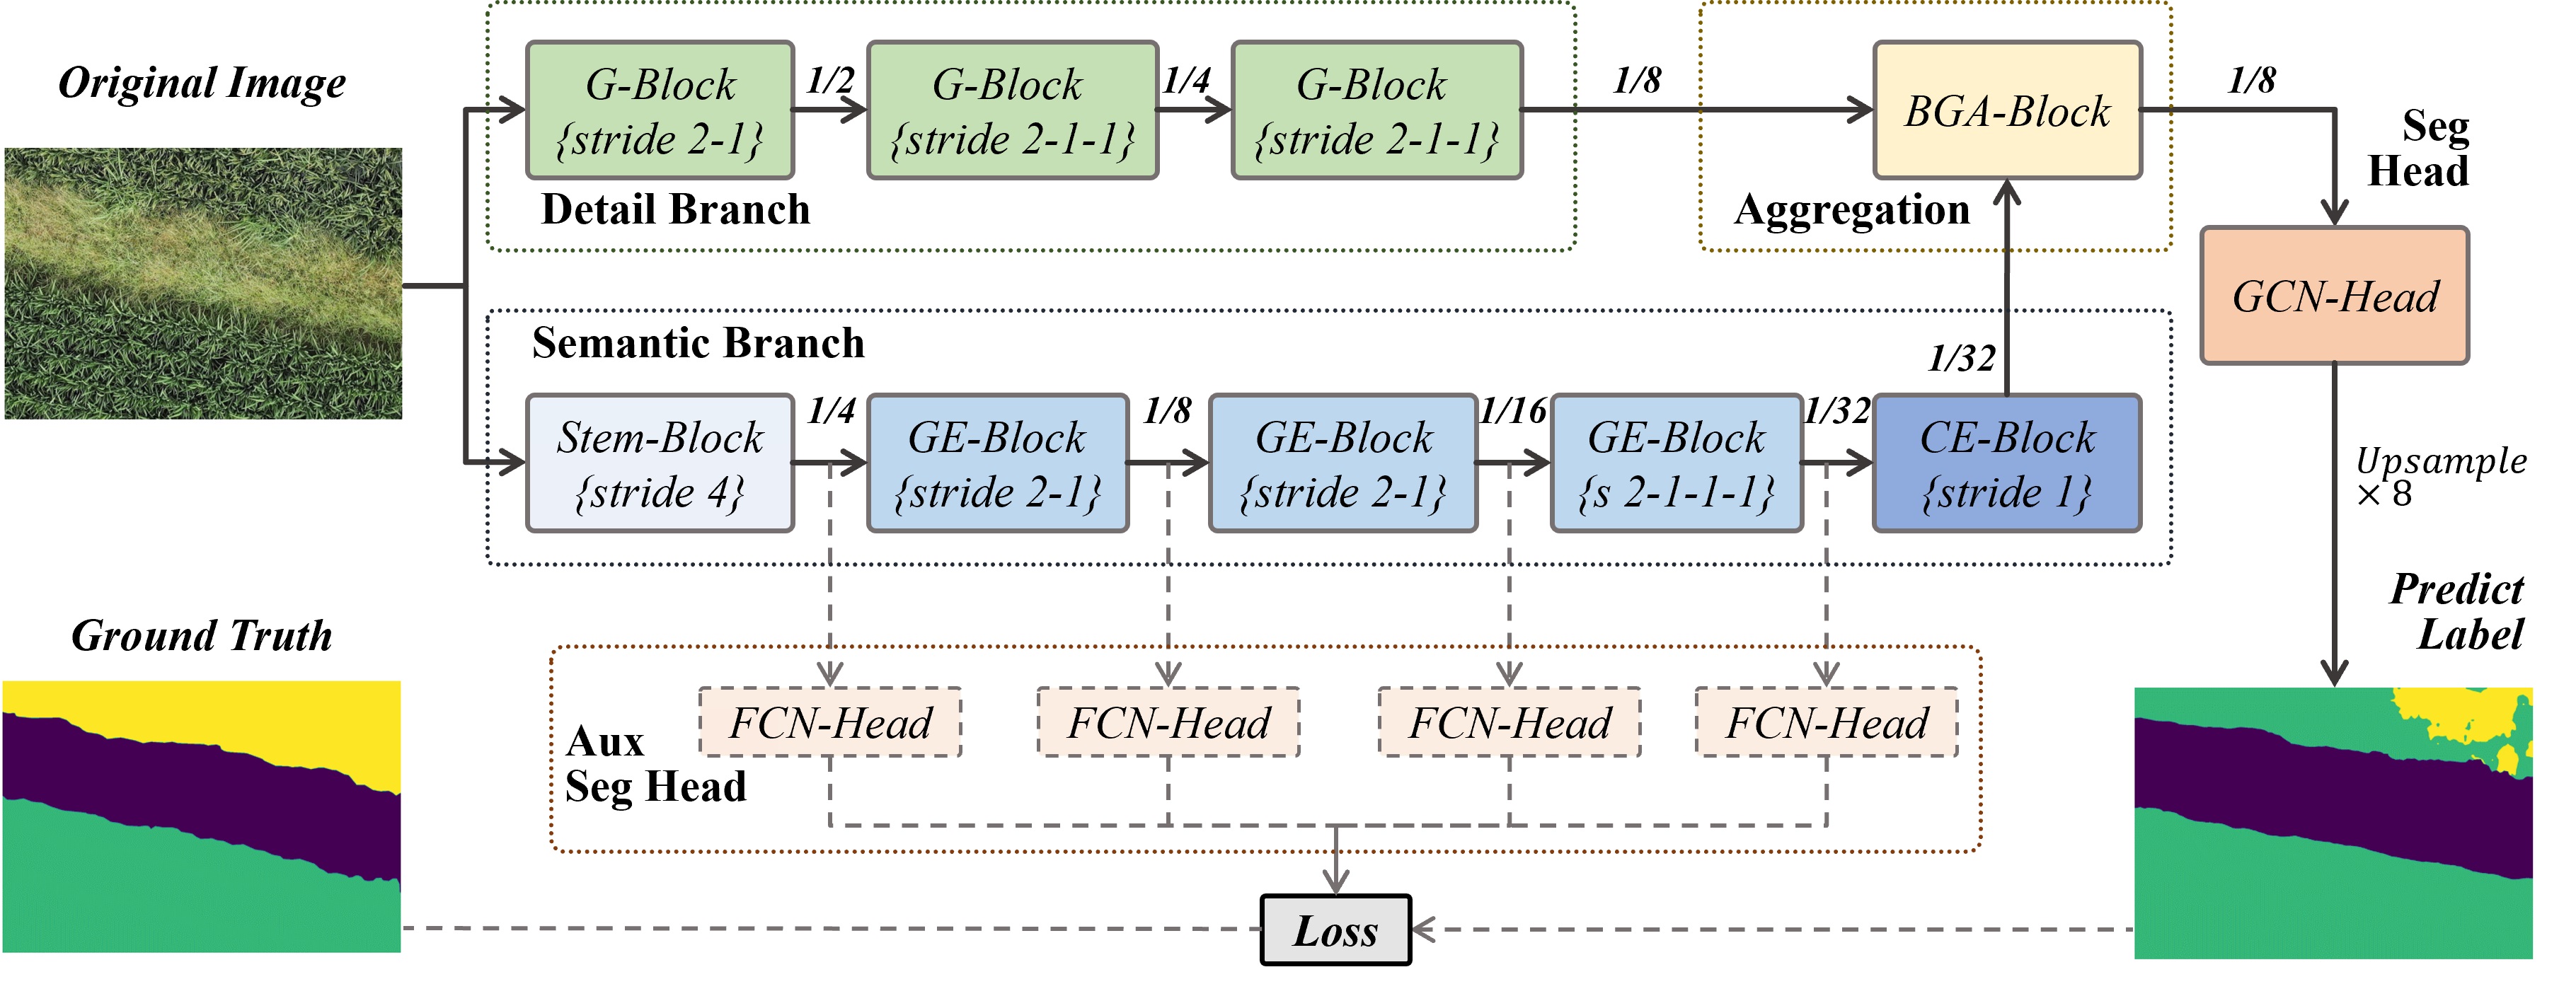 Original Image
G-Block
{stride 2-1}
1/2
G-Block
{stride 2-1-1}
1/4
G-Block
{stride 2-1-1}
1/8
BGA-Block
1/8
Detail Branch
Aggregation
Seg
Head
GCN-Head
Semantic Branch
Stem-Block
{stride 4}
1/4
GE-Block
{stride 2-1}
1/8
GE-Block
{stride 2-1}
1/16
GE-Block
{s 2-1-1-1}
1/32
CE-Block
{stride 1}
1/32
Upsample
× 8
Ground Truth
Predict
Label
Aux
Seg Head
FCN-Head
FCN-Head
FCN-Head
FCN-Head
Loss